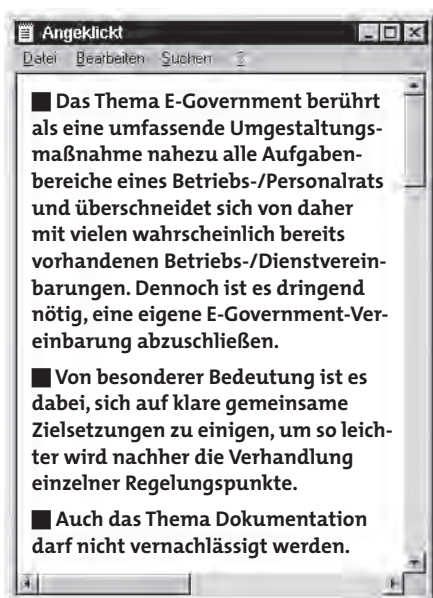 Angeklickt
Datei Bearbeiten Suchen ?
■ Das Thema E-Government berührt
als eine umfassende Umgestaltungs-
maßnahme nahezu alle Aufgaben-
bereiche eines Betriebs-/Personalrats
und überschneidet sich von daher
mit vielen wahrscheinlich bereits
vorhandenen Betriebs-/Dienstverein-
barungen. Dennoch ist es dringend
nötig, eine eigene E-Government-Ver-
einbarung abzuschließen.
■ Von besonderer Bedeutung ist es
dabei, sich auf klare gemeinsame
Zielsetzungen zu einigen, um so leich-
ter wird nachher die Verhandlung
einzelner Regelungspunkte.
■ Auch das Thema Dokumentation
darf nicht vernachlässigt werden.